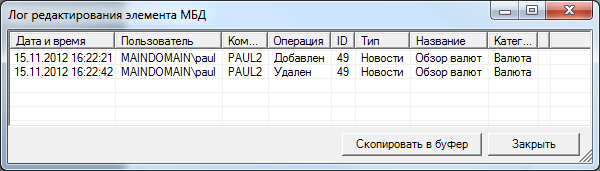 Лог редактирования элемента МБД
Дата и время Пользователь Ком... Операция ID Тип Название Катег...
15.11.2012 16:22:21 MAINDOMAIN\paul PAUL2 Добавлен 49 Новости Обзор валют Валюта
15.11.2012 16:22:42 MAINDOMAIN\paul PAUL2 Удален 49 Новости Обзор валют Валюта
Скопировать в буфер Закрыть